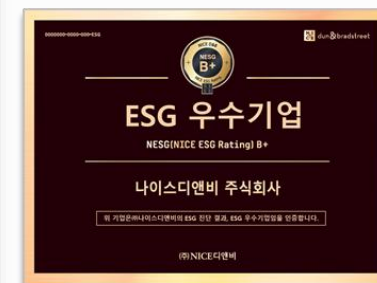 0000000-0000-000-000-ESG
dun&bradstreet
NICE D&B
NESG
B+
ESG 우수기업
NESG(NICE ESG Rating) B+
나이스디앤비 주식회사
위 기업은㈜나이스디앤비의 ESG 진단 결과, ESG 우수기업임을 인증합니다.
(주)NICE디앤비